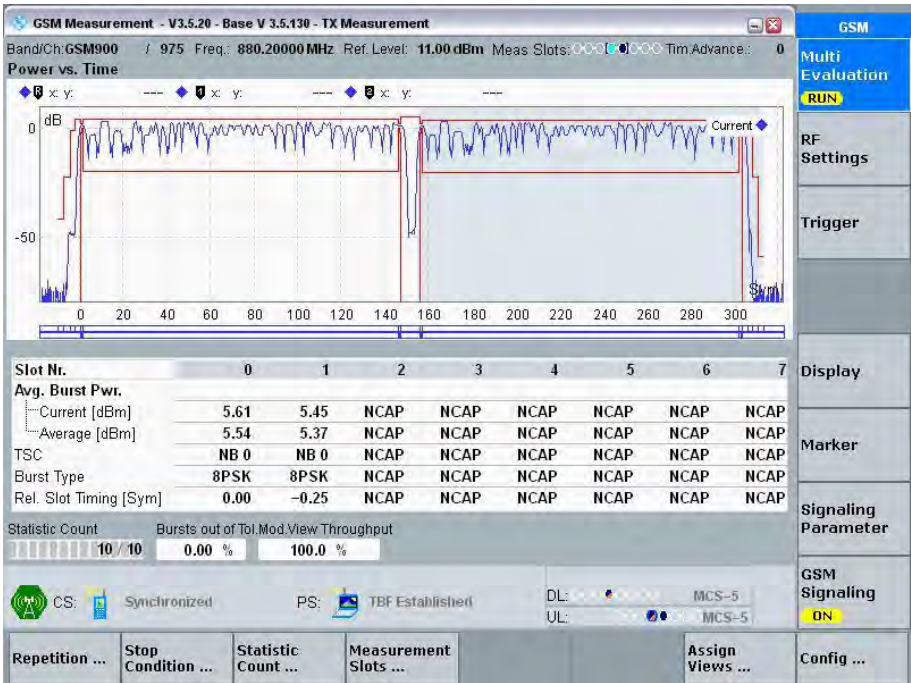 GSM Measurement - V3.5.20 - Base V 3.5.130 - TX Measurement
GSM
Band/Ch:GSM900 / 975 Freq.: 880.20000 MHz Ref. Level: 11.00 dBm Meas Slots: Tim.Advance.: 0
Multi Evaluation
RUN
Power vs. Time
R x: y: --- 1 x: y: --- 2 x: y: ---
dB
Current
0
-50
Sym
0 20 40 60 80 100 120 140 160 180 200 220 240 260 280 300
RF Settings
Trigger
Display
Marker
Signaling Parameter
GSM Signaling
ON
Slot Nr. 0 1 2 3 4 5 6 7
Avg. Burst Pwr.
Current [dBm] 5.61 5.45 NCAP NCAP NCAP NCAP NCAP NCAP
Average [dBm] 5.54 5.37 NCAP NCAP NCAP NCAP NCAP NCAP
TSC NB 0 NB 0 NCAP NCAP NCAP NCAP NCAP NCAP
Burst Type 8PSK 8PSK NCAP NCAP NCAP NCAP NCAP NCAP
Rel. Slot Timing [Sym] 0.00 -0.25 NCAP NCAP NCAP NCAP NCAP NCAP
Statistic Count Bursts out of Tol. Mod.View Throughput
10 / 10 0.00 % 100.0 %
CS: Synchronized PS: TBF Established DL: MCS-5
UL: MCS-5
Repetition ... Stop Condition ... Statistic Count ... Measurement Slots ... Assign Views ... Config ...